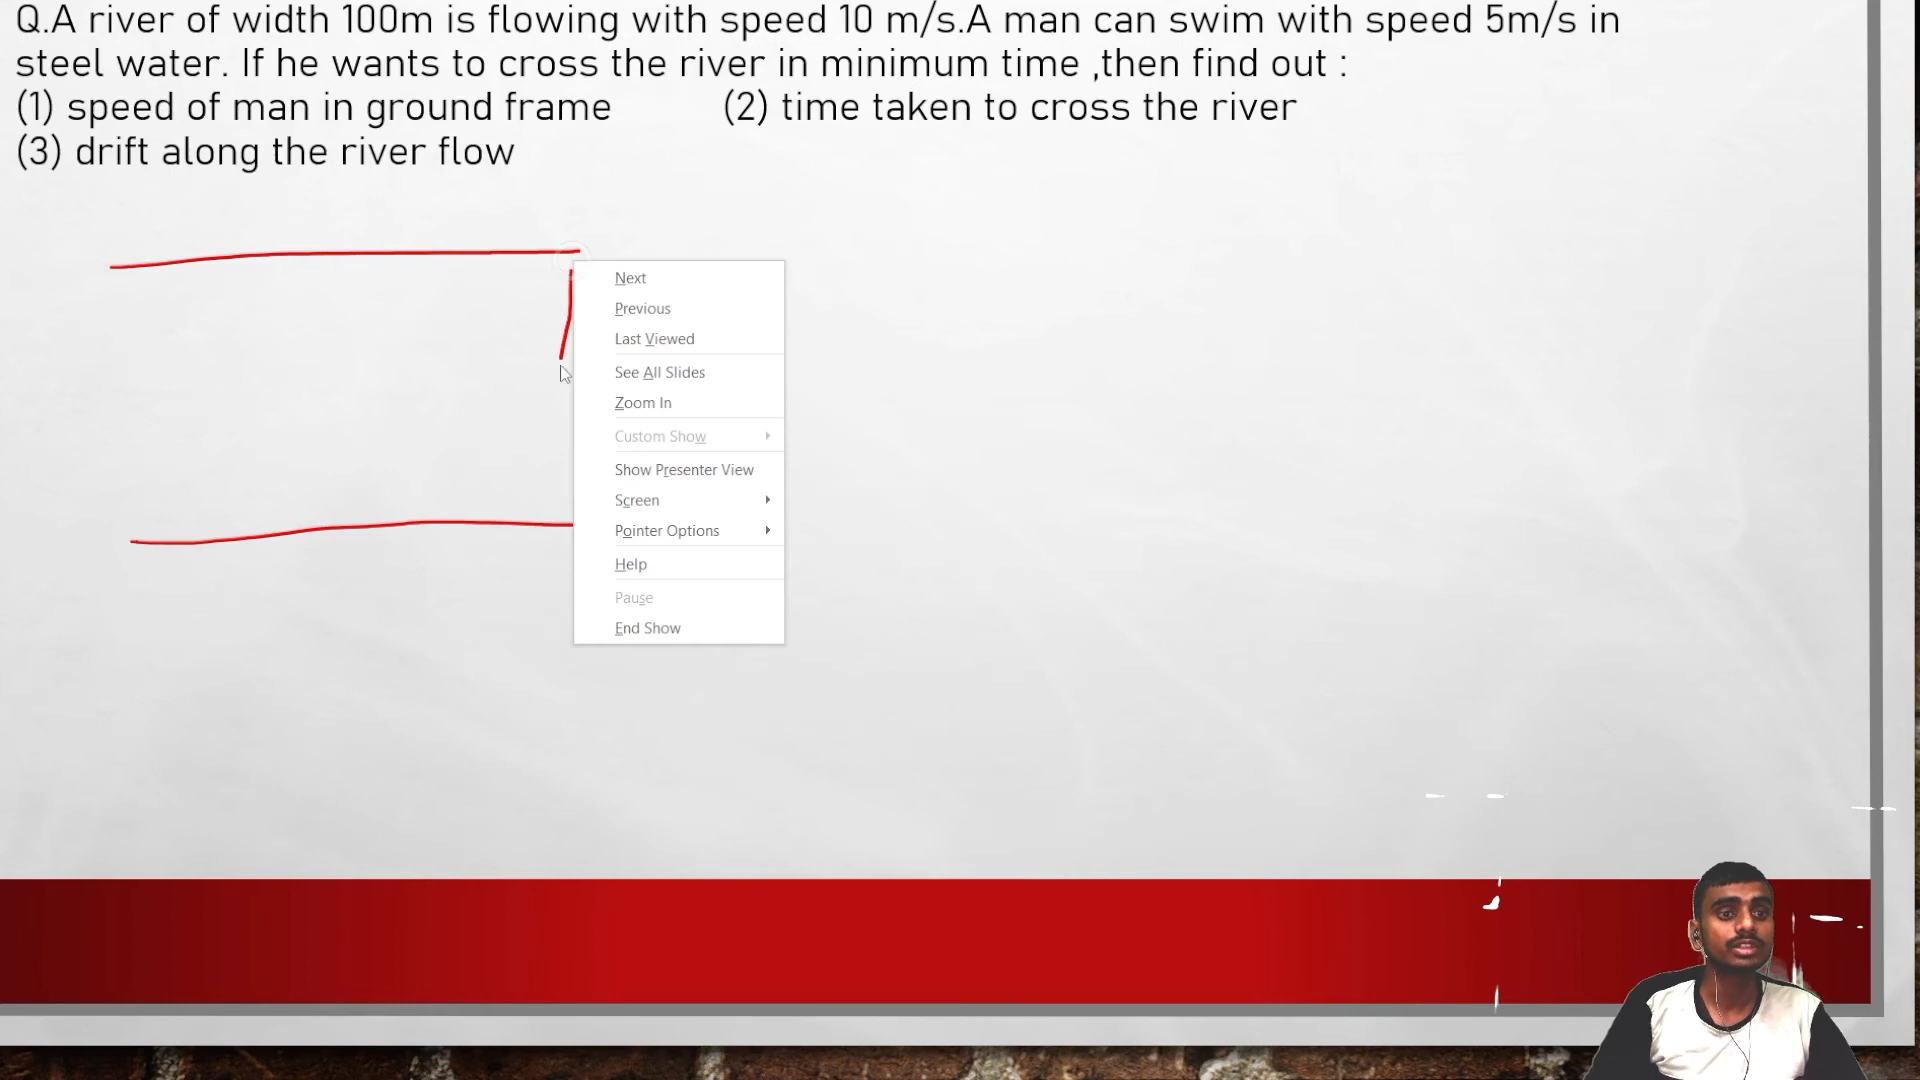 Q.A river of width 100m is flowing with speed 10 m/s.A man can swim with speed 5m/s in
steel water. If he wants to cross the river in minimum time ,then find out :
(1) speed of man in ground frame (2) time taken to cross the river
(3) drift along the river flow
Next
Previous
Last Viewed
See All Slides
Zoom In
Custom Show
Show Presenter View
Screen
Pointer Options
Help
Pause
End Show